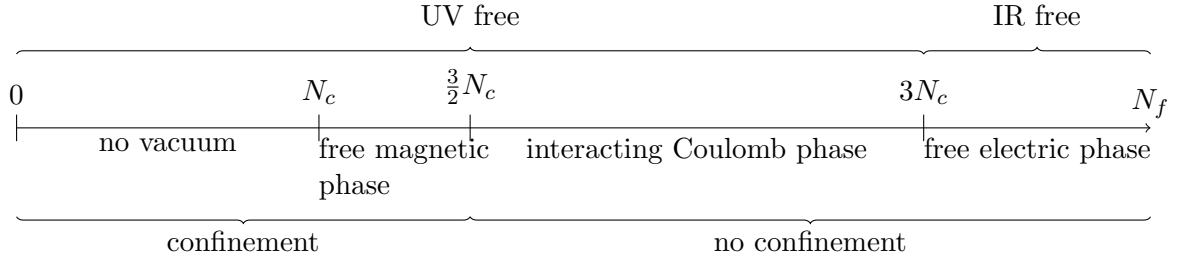 UV free
IR free
0
N_c
3/2 N_c
3N_c
N_f
no vacuum
free magnetic
phase
interacting Coulomb phase
free electric phase
confinement
no confinement